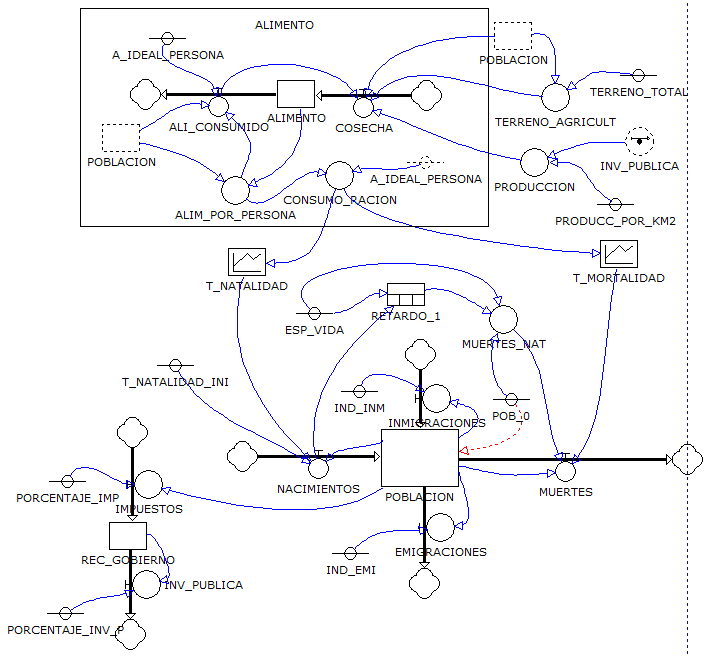 ALIMENTO
A_IDEAL_PERSONA
POBLACION
TERRENO_TOTAL
ALIMENTO
ALI_CONSUMIDO
COSECHA
TERRENO_AGRICULT
POBLACION
INV_PUBLICA
A_IDEAL_PERSONA
PRODUCCION
CONSUMO_RACION
ALIM_POR_PERSONA
PRODUCC_POR_KM2
T_NATALIDAD
T_MORTALIDAD
ESP_VIDA
RETARDO_1
MUERTES_NAT
T_NATALIDAD_INI
IND_INM
INMIGRACIONES
POB_0
NACIMIENTOS
POBLACION
MUERTES
PORCENTAJE_IMP
IMPUESTOS
EMIGRACIONES
REC_GOBIERNO
IND_EMI
INV_PUBLICA
PORCENTAJE_INV_P